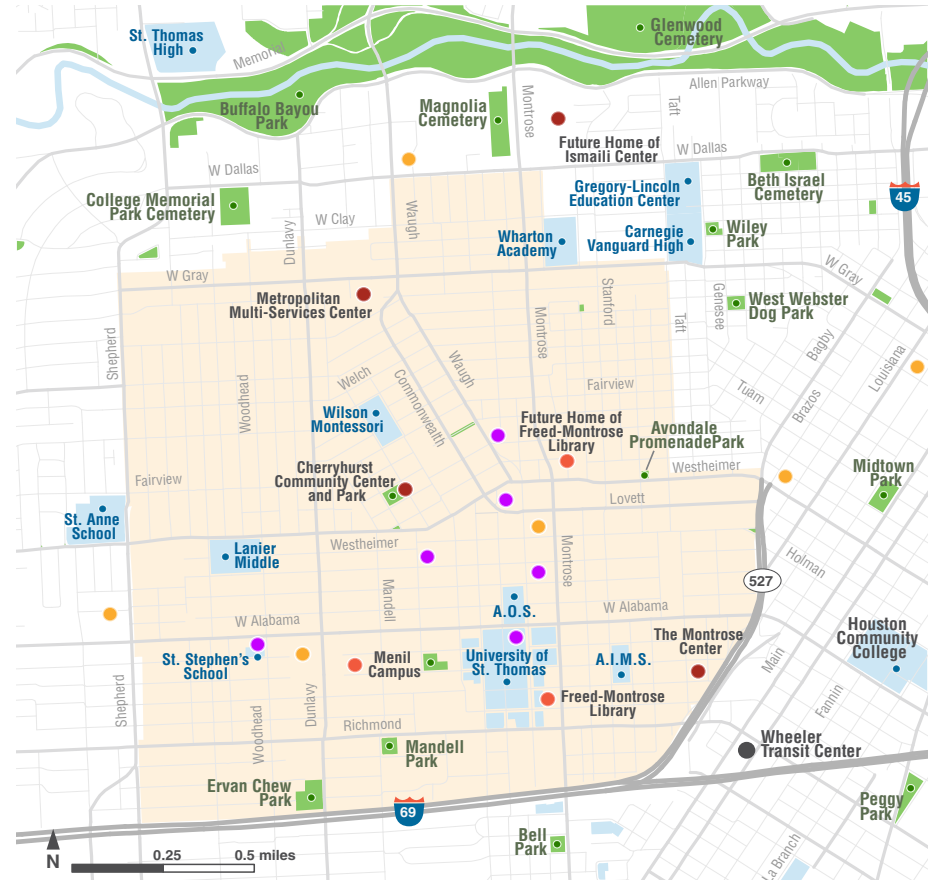 St. Thomas
High
Memorial
Glenwood
Cemetery
Allen Parkway
Buffalo Bayou
Park
Magnolia
Cemetery
Montrose
Taft
Future Home of
Ismaili Center
W Dallas
W Dallas
Beth Israel
Cemetery
College Memorial
Park Cemetery
Gregory-Lincoln
Education Center
45
Dunlavy
W Clay
Waugh
Wharton
Academy
Carnegie
Vanguard High
Wiley
Park
W Gray
W Gray
Metropolitan
Multi-Services Center
Stanford
Genesee
West Webster
Dog Park
Shepherd
Montrose
Taft
Bagby
Louisiana
Woodhead
Welch
Commonwealth
Waugh
Fairview
Tuam
Brazos
Wilson
Montessori
Future Home of
Freed-Montrose
Library
Avondale
PromenadePark
Westheimer
Midtown
Park
Fairview
Cherryhurst
Community Center
and Park
Lovett
St. Anne
School
Westheimer
Lanier
Middle
Montrose
Holman
527
Mandell
A.O.S.
W Alabama
W Alabama
Houston
Community
College
St. Stephen's
School
Menil
Campus
University of
St. Thomas
A.I.M.S.
The Montrose
Center
Main
Fannin
Shepherd
Woodhead
Dunlavy
Richmond
Freed-Montrose
Library
Mandell
Park
Wheeler
Transit Center
Ervan Chew
Park
69
Peggy
Park
Bell
Park
La Branch
N
0.25
0.5 miles